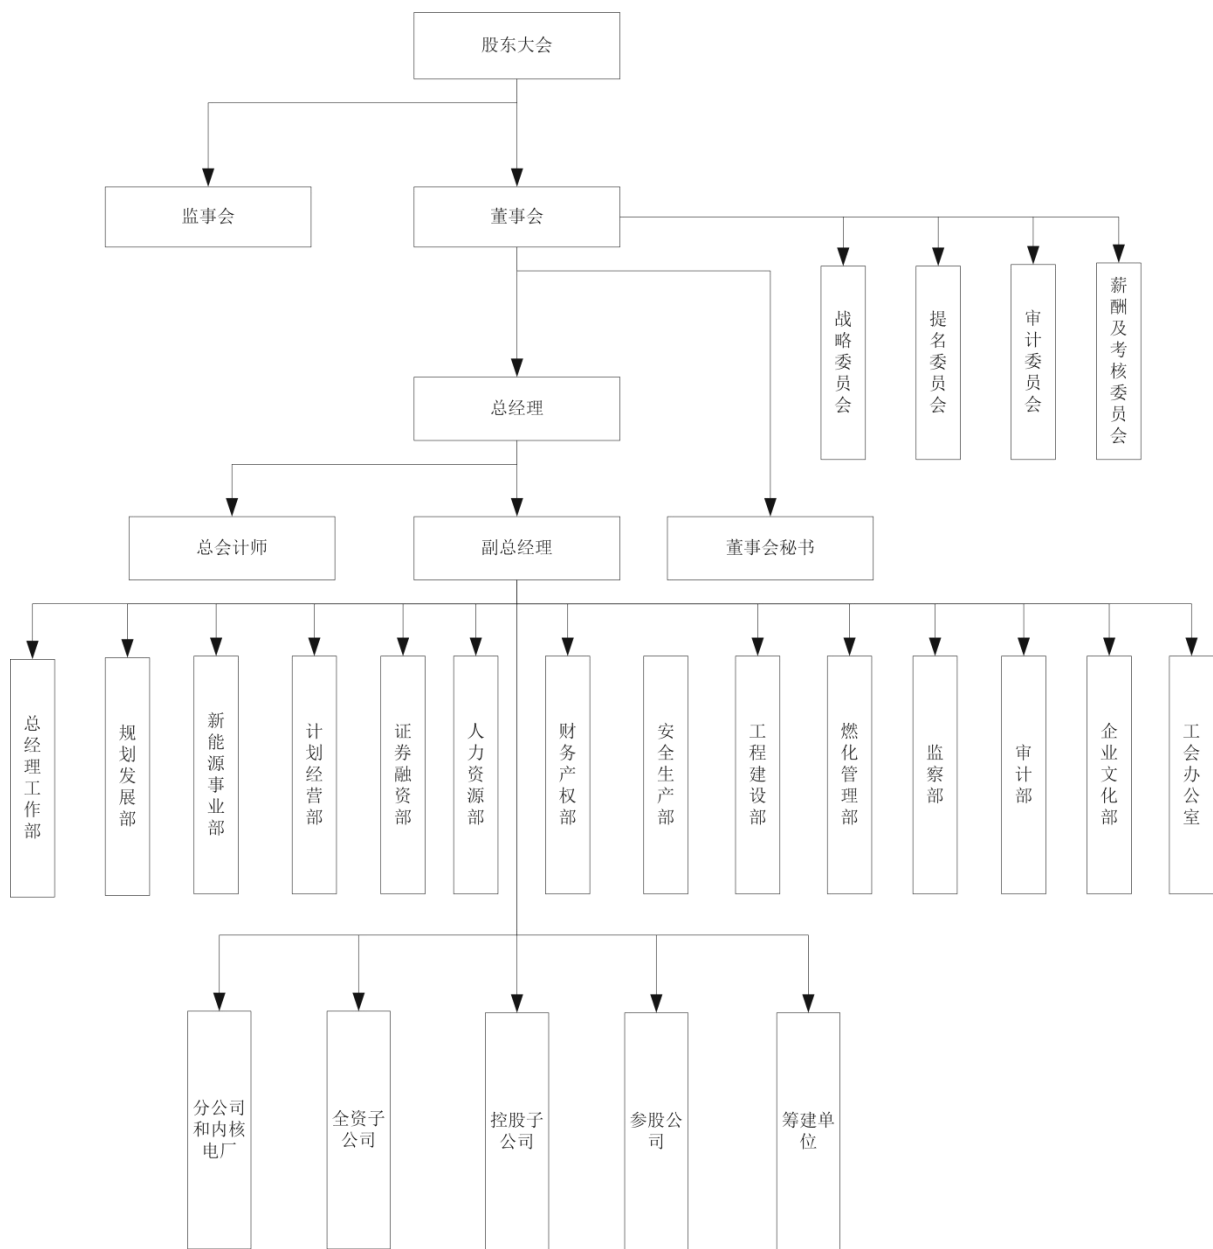 股东大会
监事会
董事会
战略委员会
提名委员会
审计委员会
薪酬及考核委员会
总经理
总会计师
副总经理
董事会秘书
总经理工作部
规划发展部
新能源事业部
计划经营部
证券融资部
人力资源部
财务产权部
安全生产部
工程建设部
燃化管理部
监察部
审计部
企业文化部
工会办公室
分公司
和内核
电厂
全资子
公司
控股子
公司
参股公
司
筹建单
位